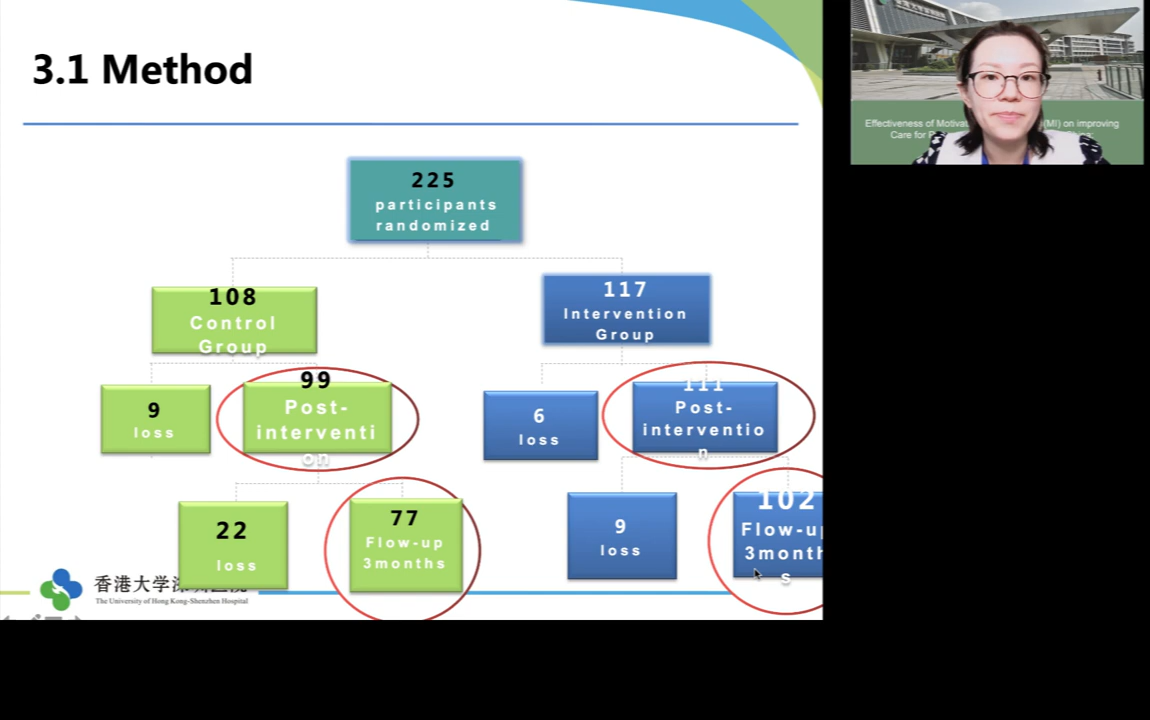 3.1 Method
225
participants
randomized
108
Control
Group
117
Intervention
Group
9
loss
99
Post-
interventi
on
6
loss
111
Post-
interventio
n
22
loss
77
Flow-up
3months
9
loss
102
Flow-up
3month
s
香港大学深圳医院
The University of Hong Kong-Shenzhen Hospital
Effectiveness of Motiva (MI) on improving
Care for